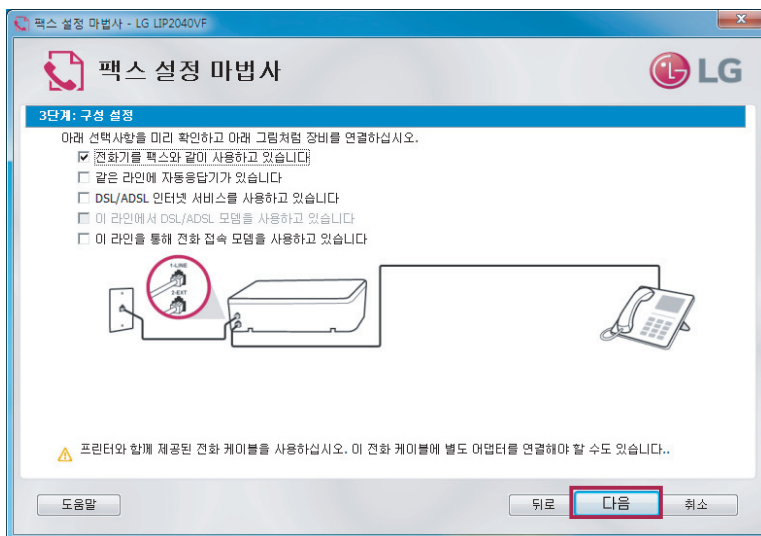 팩스 설정 마법사 - LG LIP2040VF
팩스 설정 마법사
LG
3단계: 구성 설정
아래 선택사항을 미리 확인하고 아래 그림처럼 장비를 연결하십시오.
전화기를 팩스와 같이 사용하고 있습니다
같은 라인에 자동응답기가 있습니다
DSL/ADSL 인터넷 서비스를 사용하고 있습니다
이 라인에서 DSL/ADSL 모뎀을 사용하고 있습니다
이 라인을 통해 전화 접속 모뎀을 사용하고 있습니다
1-LINE
2-EXT
프린터와 함께 제공된 전화 케이블을 사용하십시오. 이 전화 케이블에 별도 어댑터를 연결해야 할 수도 있습니다..
도움말
뒤로
다음
취소